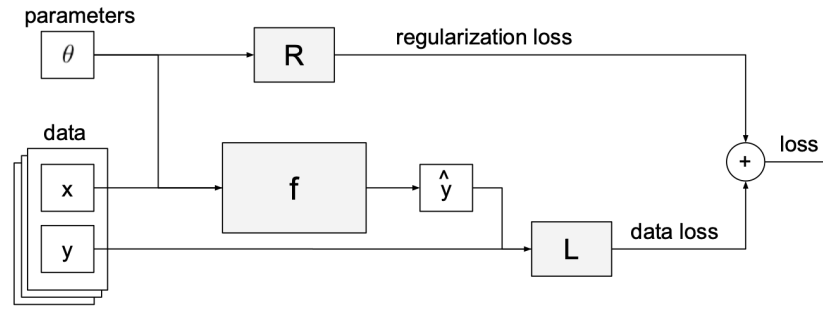 parameters
θ
R
regularization loss
data
x
f
ŷ
+
loss
y
L
data loss